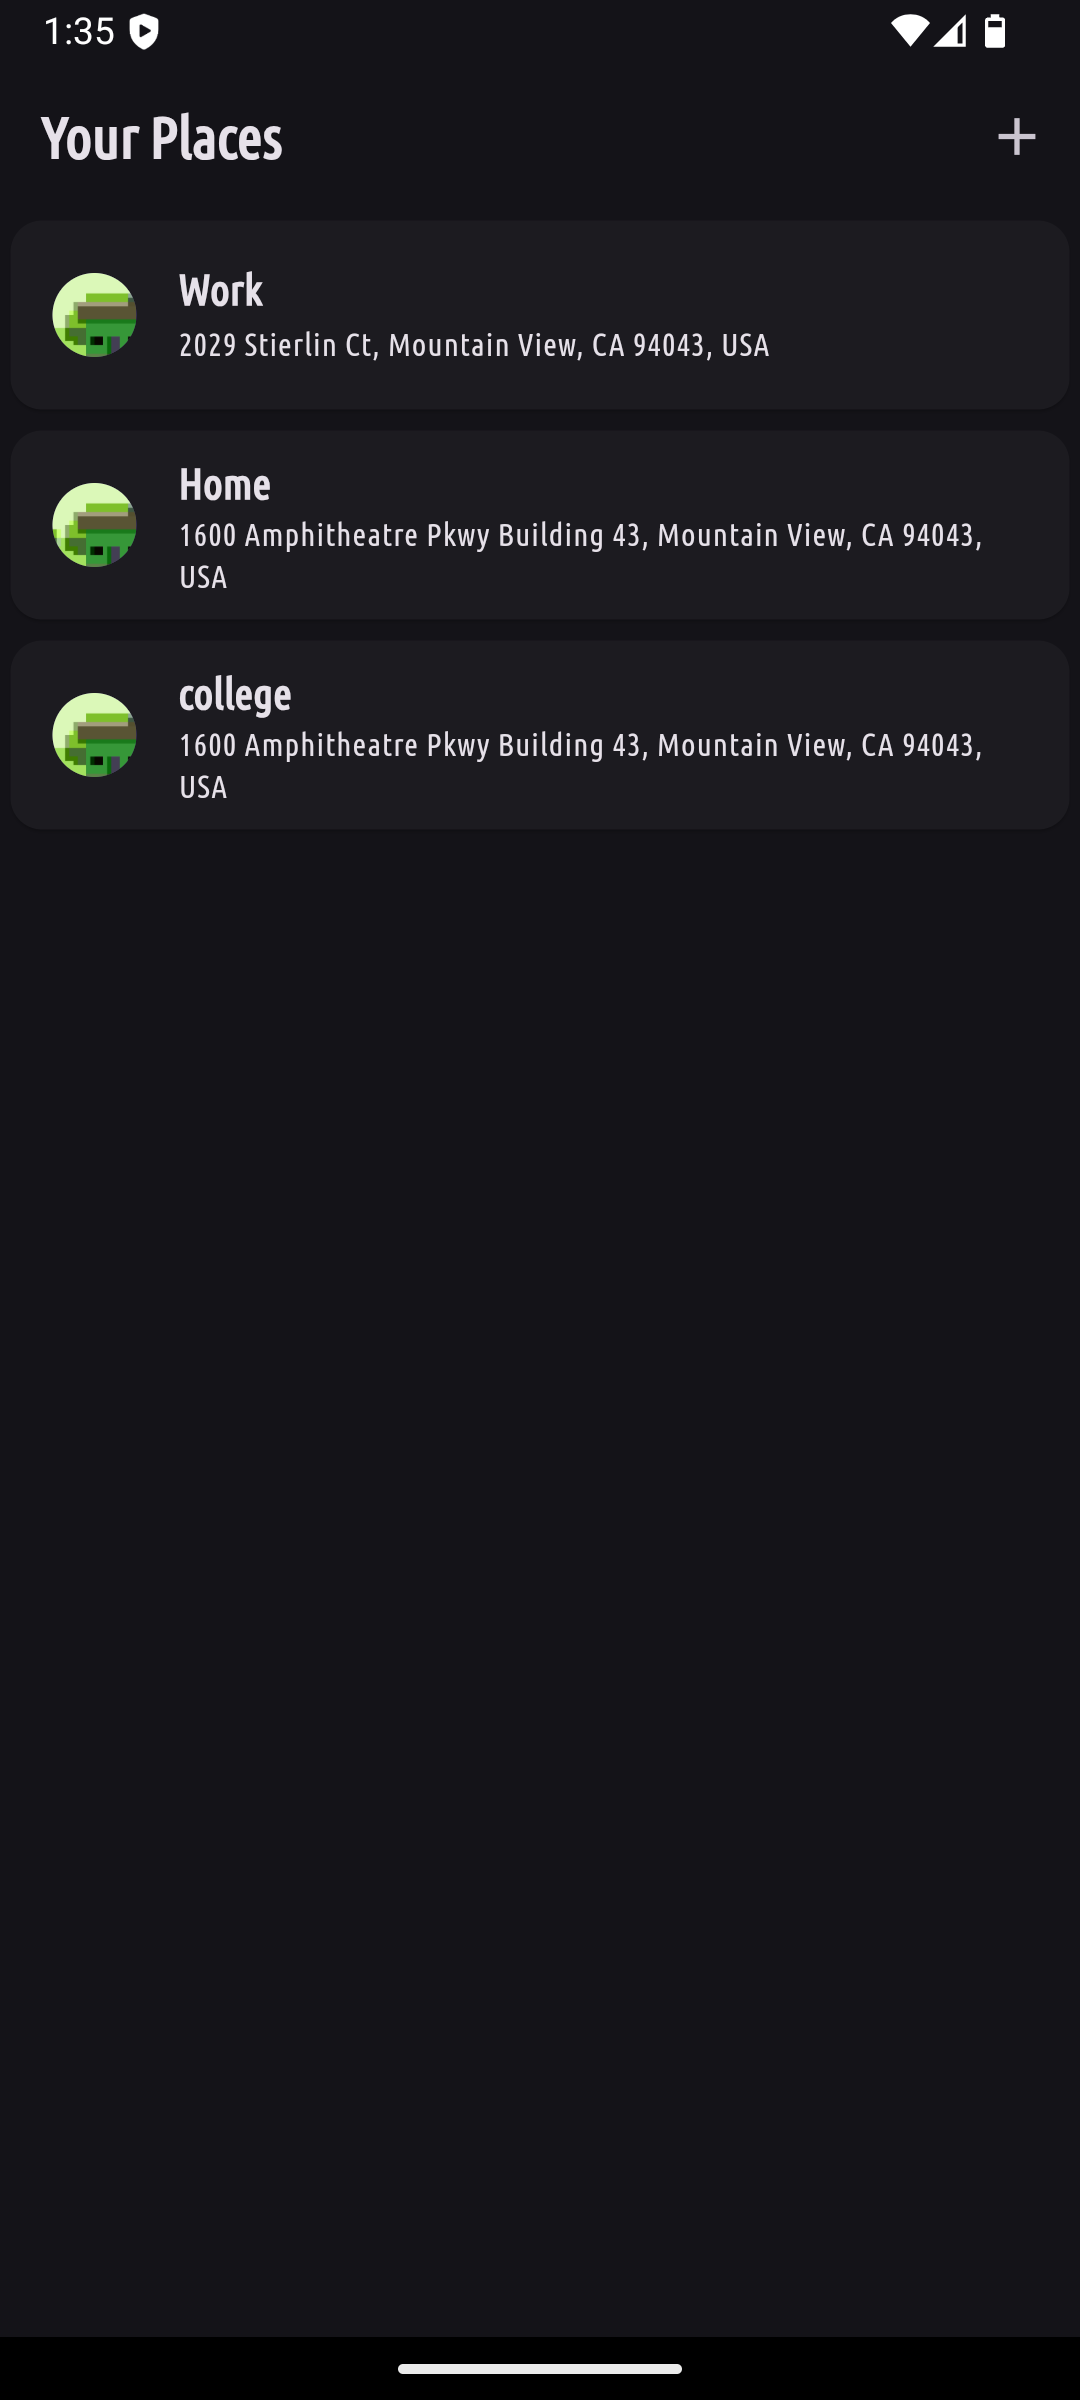 1:35
Your Places
Work
2029 Stierlin Ct, Mountain View, CA 94043, USA
Home
1600 Amphitheatre Pkwy Building 43, Mountain View, CA 94043,
USA
college
1600 Amphitheatre Pkwy Building 43, Mountain View, CA 94043,
USA